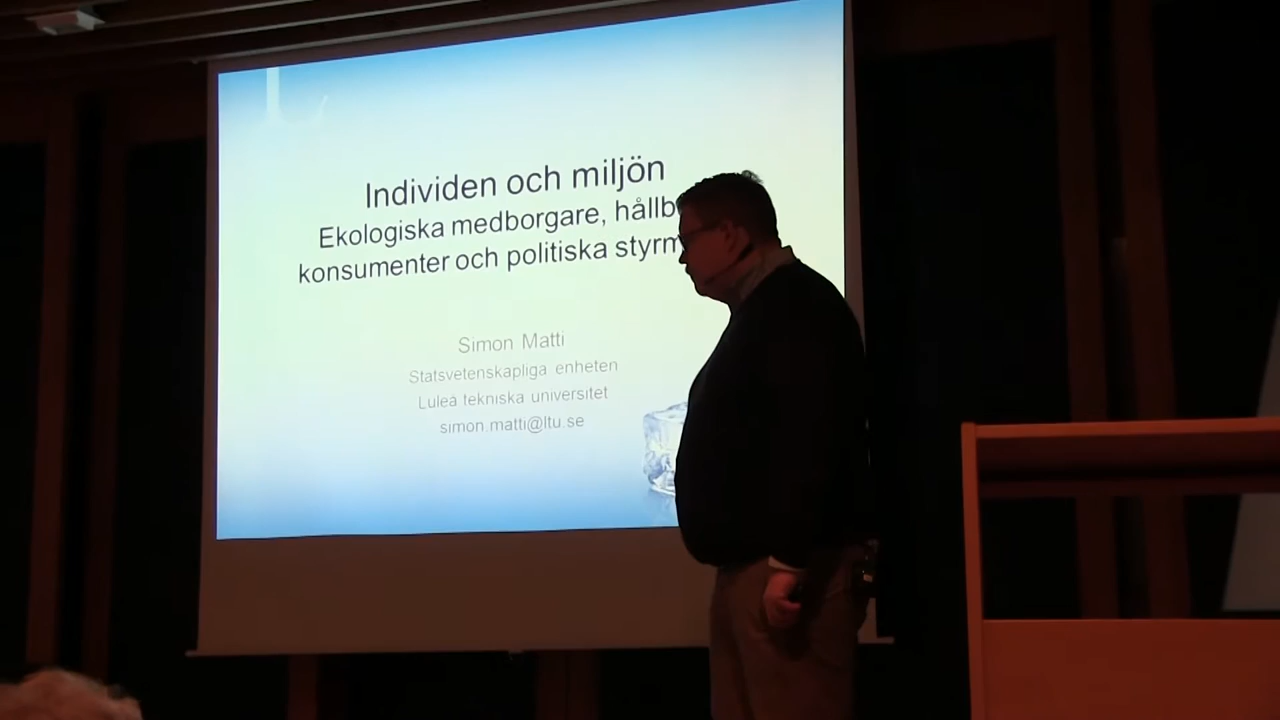 Individen och miljön
Ekologiska medborgare, hållb
konsumenter och politiska styrm
Simon Matti
Statsvetenskapliga enheten
Luleå tekniska universitet
simon.matti@ltu.se